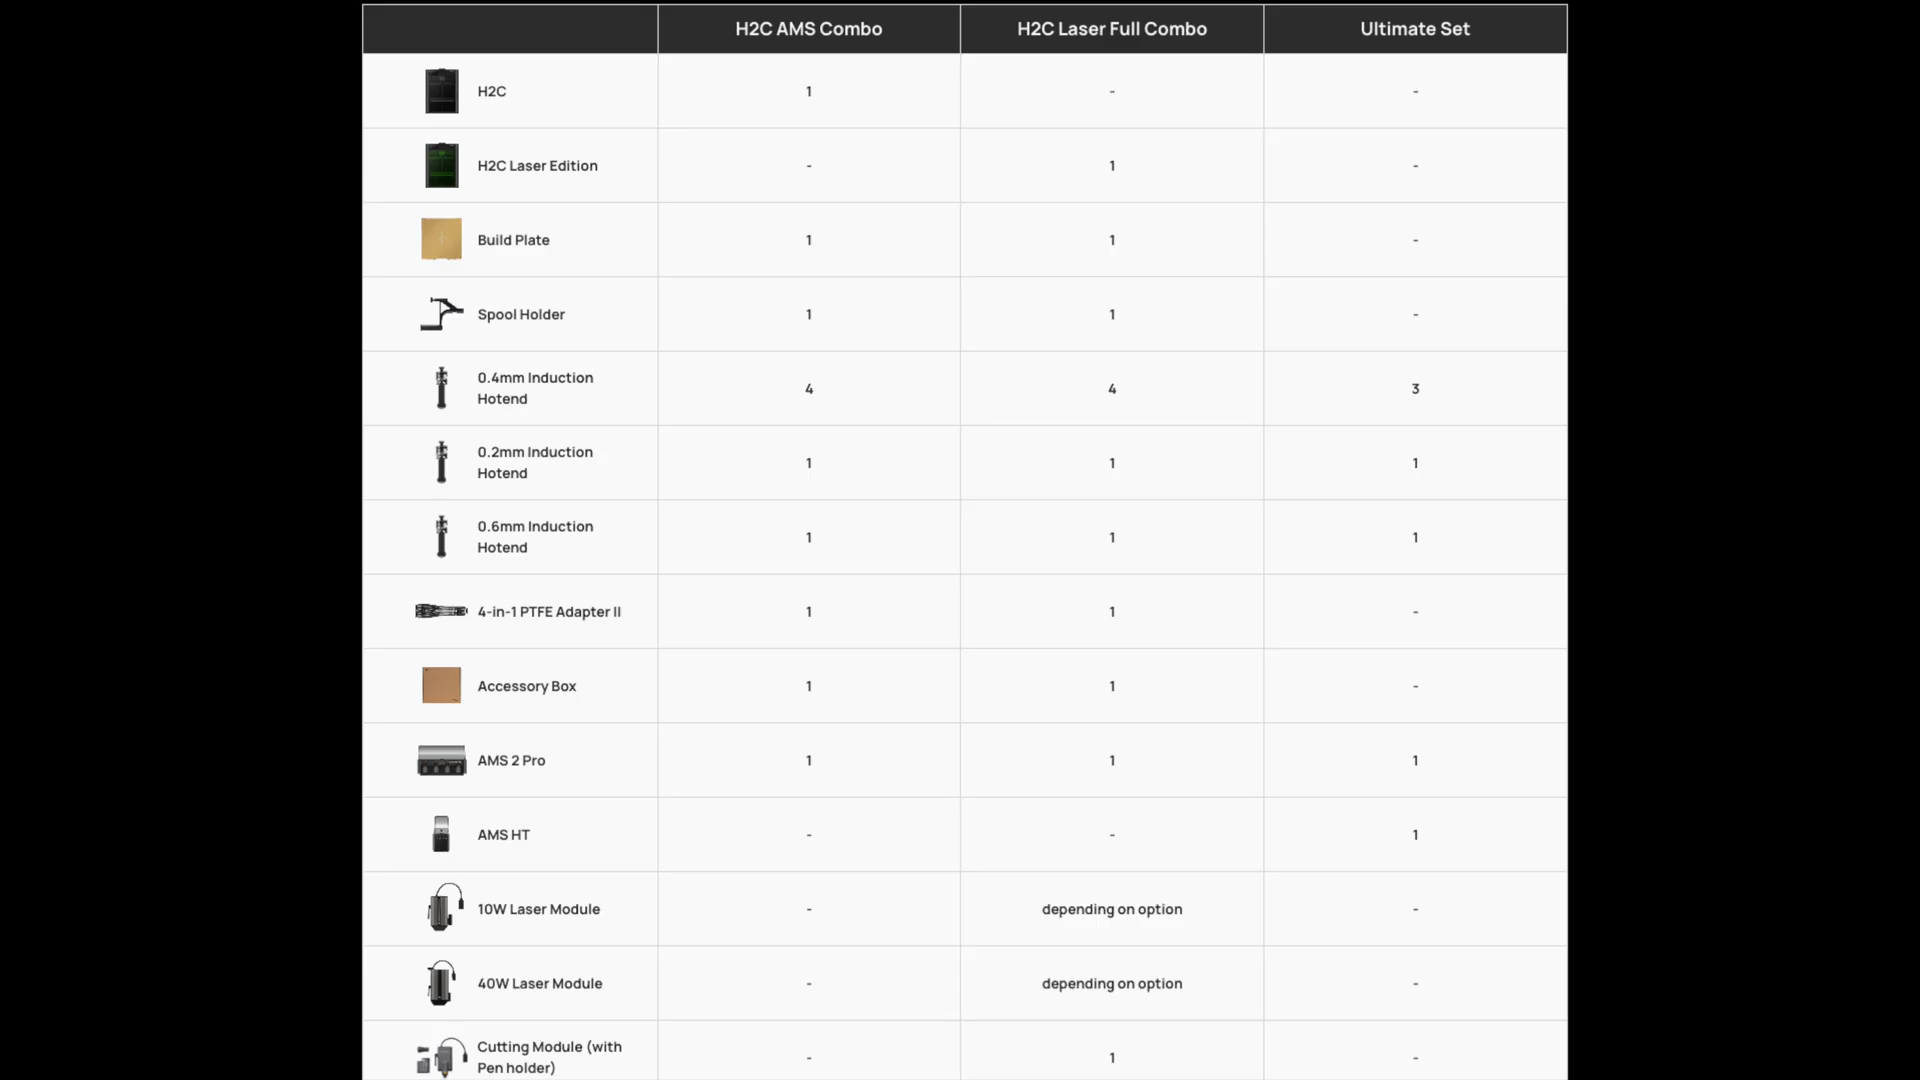 H2C AMS Combo H2C Laser Full Combo Ultimate Set
H2C 1 - -
H2C Laser Edition - 1 -
Build Plate 1 1 -
Spool Holder 1 1 -
0.4mm Induction
Hotend 4 4 3
0.2mm Induction
Hotend 1 1 1
0.6mm Induction
Hotend 1 1 1
4-in-1 PTFE Adapter II 1 1 -
Accessory Box 1 1 -
AMS 2 Pro 1 1 1
AMS HT - - 1
10W Laser Module - depending on option -
40W Laser Module - depending on option -
Cutting Module (with
Pen holder) - 1 -